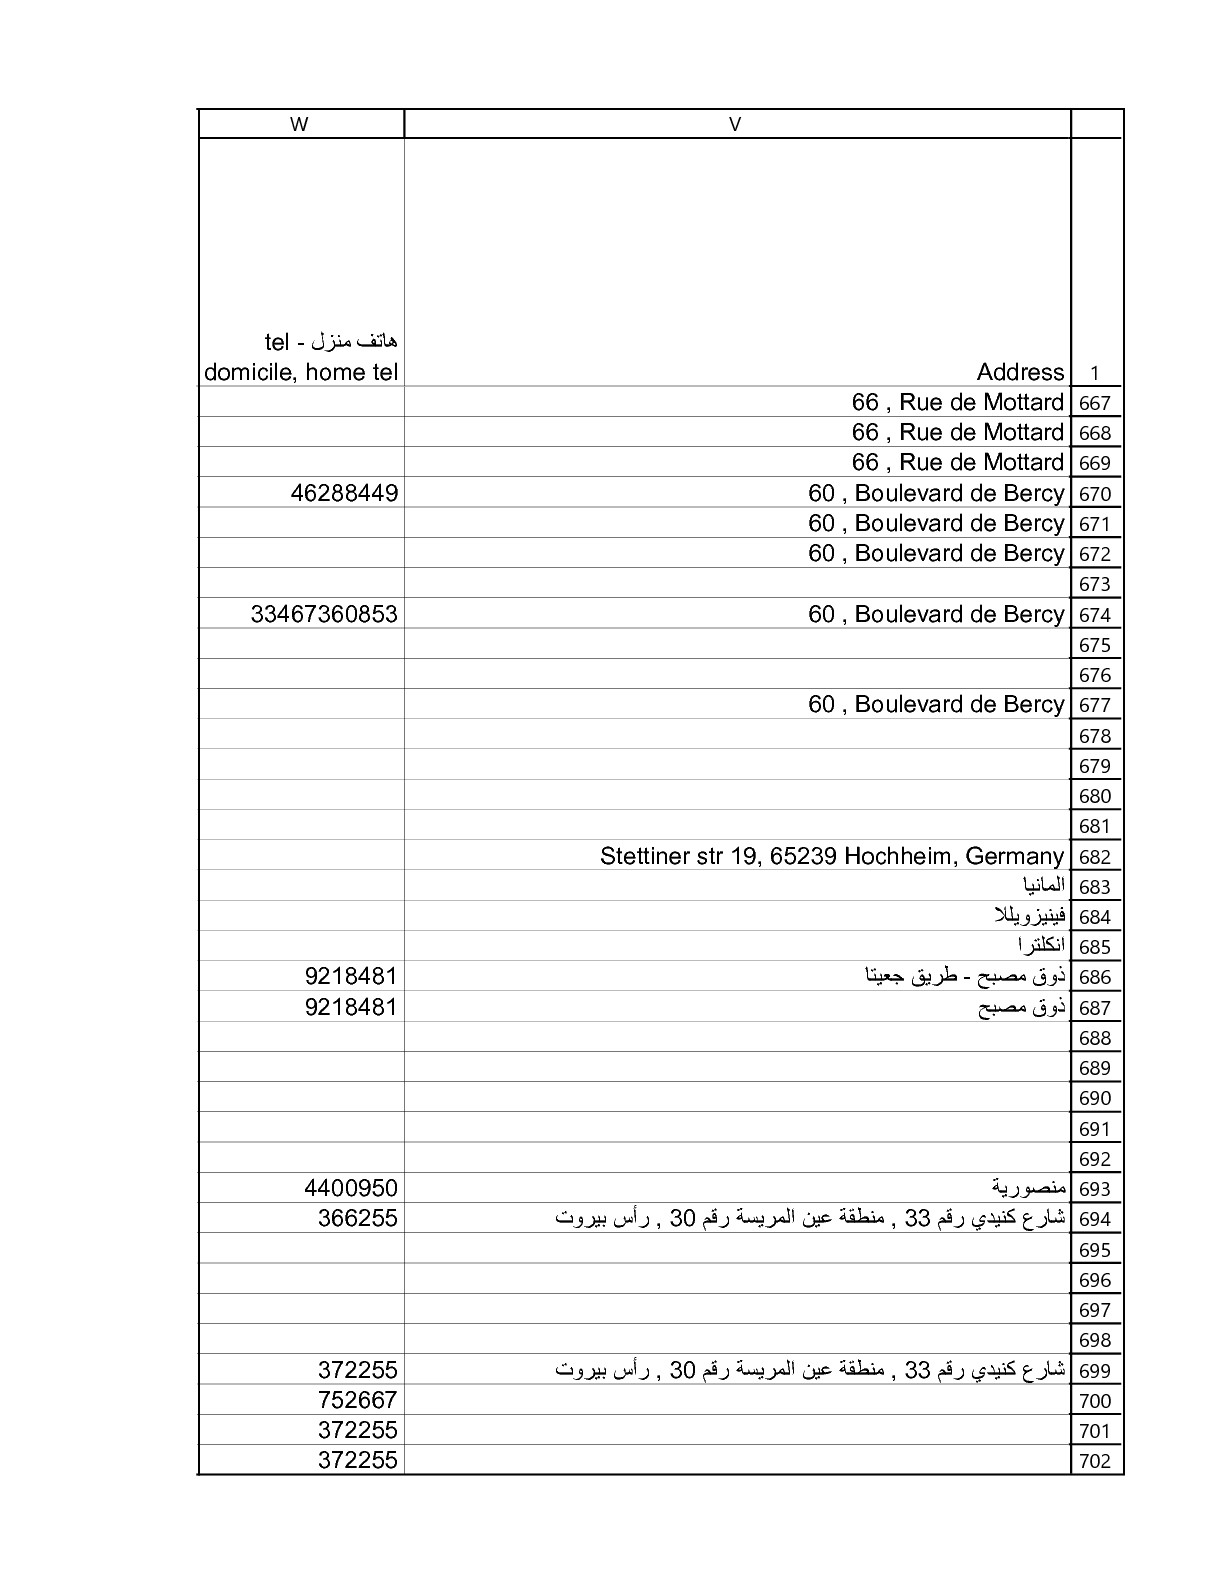 W V
هاتف منزل - tel
domicile, home tel Address 1
66 , Rue de Mottard 667
66 , Rue de Mottard 668
66 , Rue de Mottard 669
46288449 60 , Boulevard de Bercy 670
60 , Boulevard de Bercy 671
60 , Boulevard de Bercy 672
673
33467360853 60 , Boulevard de Bercy 674
675
676
60 , Boulevard de Bercy 677
678
679
680
681
Stettiner str 19, 65239 Hochheim, Germany 682
المانيا 683
فينيزويللا 684
انكلترا 685
9218481 ذوق مصبح - طريق جعيتا 686
9218481 ذوق مصبح 687
688
689
690
691
692
4400950 منصورية 693
366255 شارع كنيدي رقم 33 , منطقة عين المريسة رقم 30 , رأس بيروت 694
695
696
697
698
372255 شارع كنيدي رقم 33 , منطقة عين المريسة رقم 30 , رأس بيروت 699
752667 700
372255 701
372255 702